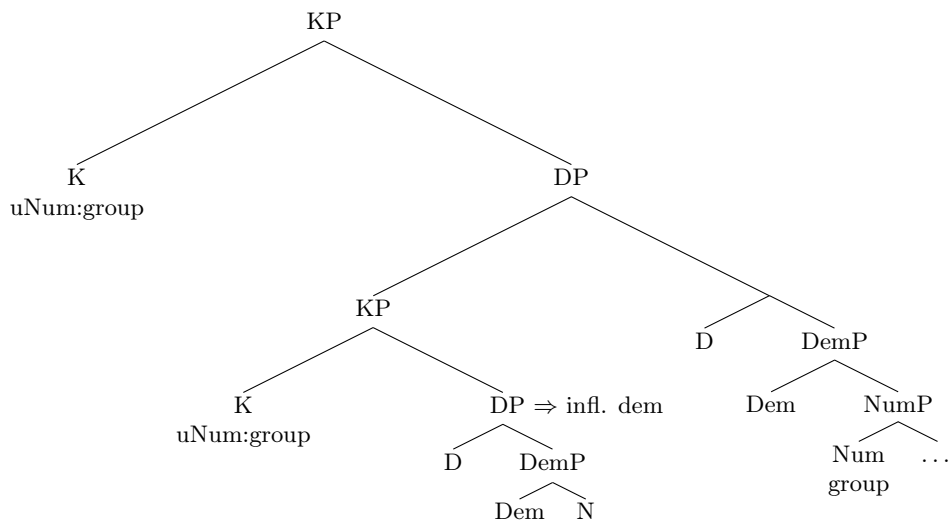 KP
K DP
uNum:group
KP
D DemP
K DP ⇒ infl. dem Dem NumP
uNum:group
D DemP Num ...
group
Dem N